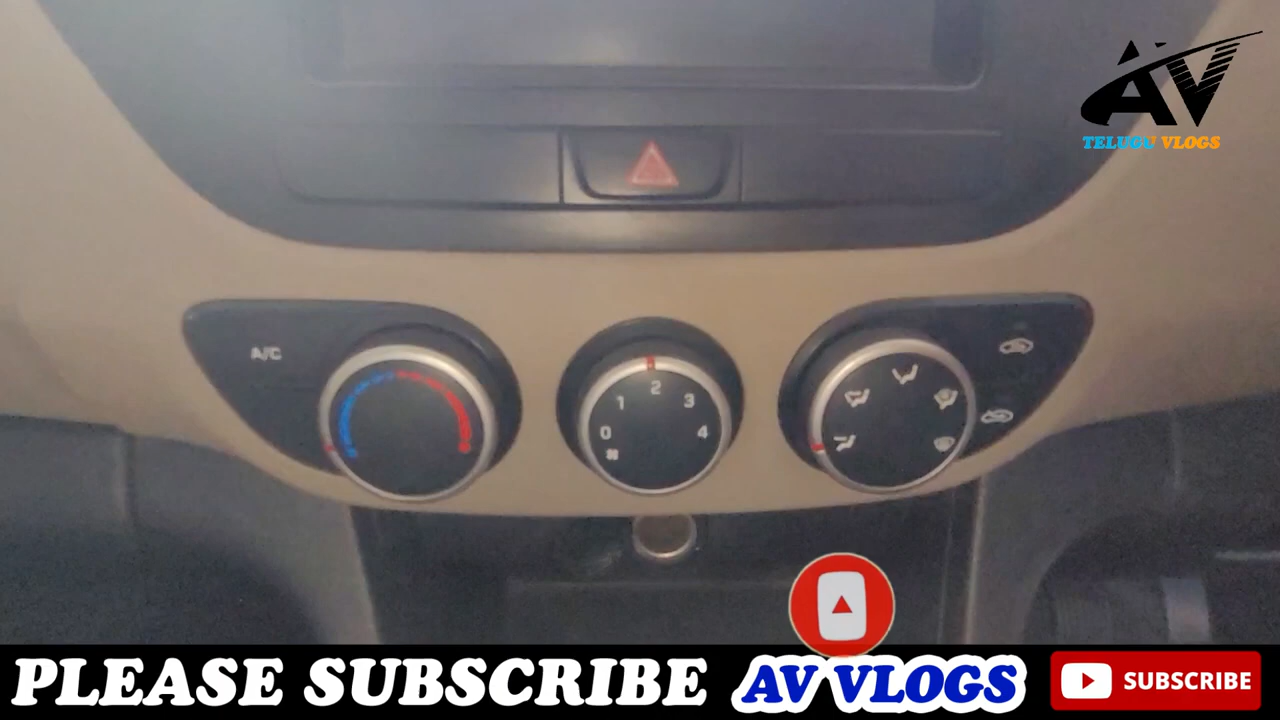 AV
TELUGU VLOGS
A/C
0 1 2 3 4
PLEASE SUBSCRIBE AV VLOGS SUBSCRIBE